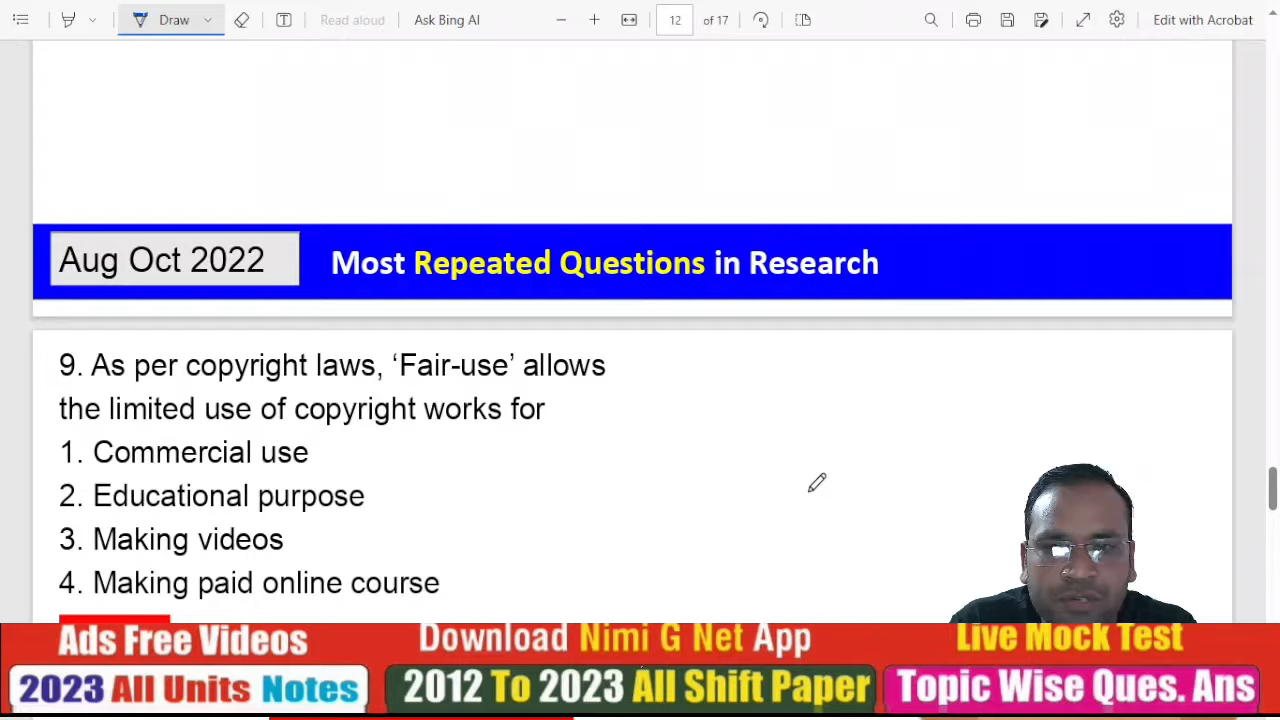 Draw
Read aloud
Ask Bing AI
12
of 17
Edit with Acrobat
Aug Oct 2022
Most Repeated Questions in Research
9. As per copyright laws, ‘Fair-use’ allows
the limited use of copyright works for
1. Commercial use
2. Educational purpose
3. Making videos
4. Making paid online course
Ads Free Videos
Download Nimi G Net App
Live Mock Test
2023 All Units Notes
2012 To 2023 All Shift Paper
Topic Wise Ques. Ans